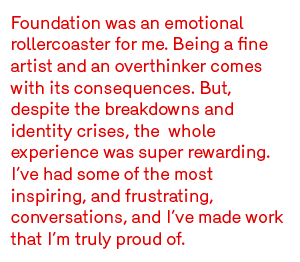 Foundation was an emotional
rollercoaster for me. Being a fine
artist and an overthinker comes
with its consequences. But,
despite the breakdowns and
identity crises, the  whole
experience was super rewarding.
I’ve had some of the most
inspiring, and frustrating,
conversations, and I’ve made work
that I’m truly proud of.